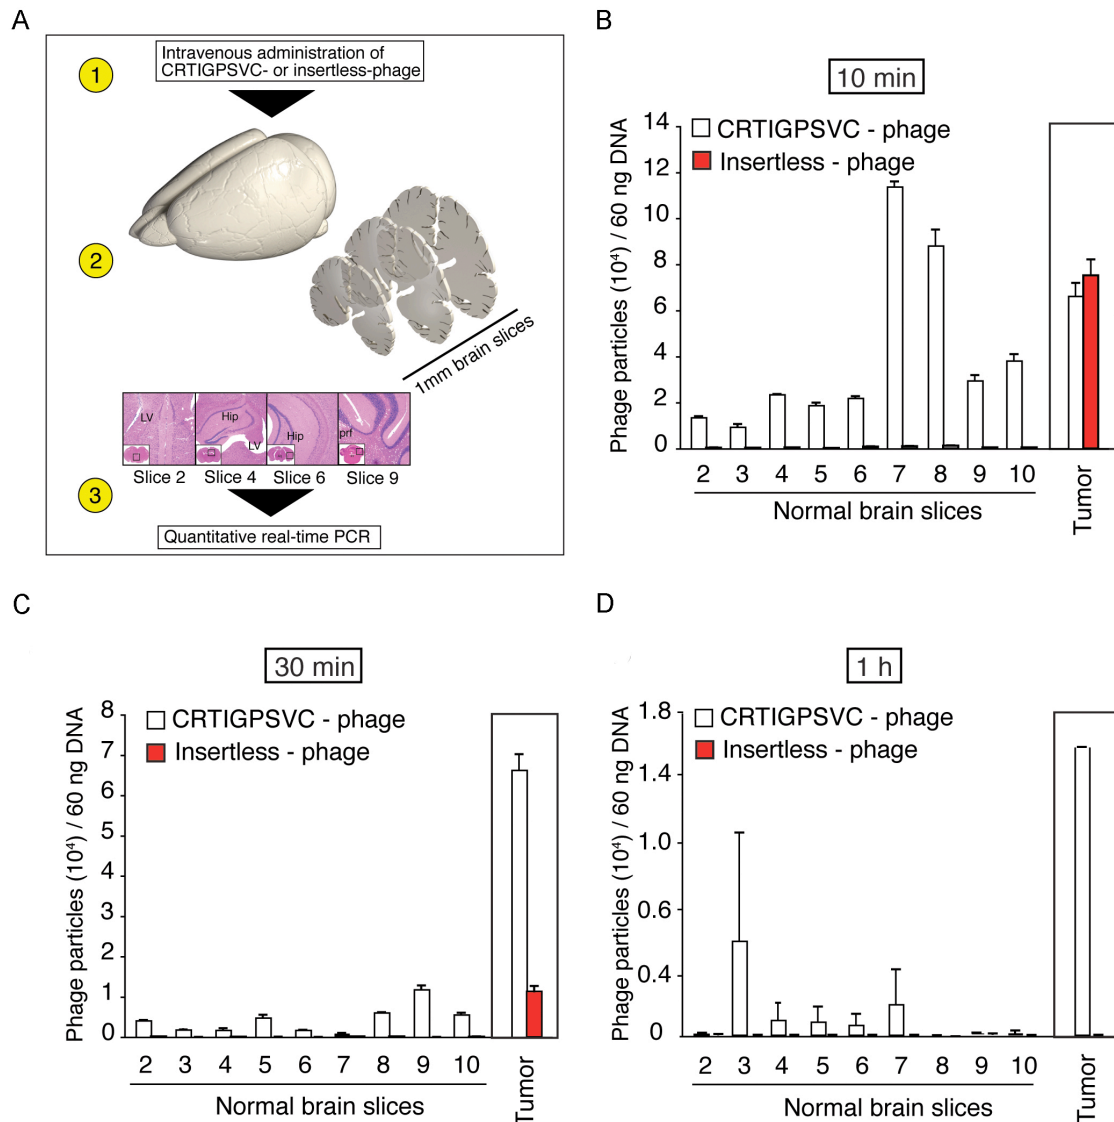 A
1
Intravenous administration of
CRTIGPSVC- or insertless-phage
2
1mm brain slices
LV
Hip
LV
Hip
prf
Slice 2 Slice 4 Slice 6 Slice 9
3
Quantitative real-time PCR
B
10 min
CRTIGPSVC - phage
Insertless - phage
Phage particles (10⁴) / 60 ng DNA
14
12
10
8
6
4
2
0
2 3 4 5 6 7 8 9 10
Normal brain slices
Tumor
C
30 min
CRTIGPSVC - phage
Insertless - phage
Phage particles (10⁴) / 60 ng DNA
8
7
6
5
4
3
2
1
0
2 3 4 5 6 7 8 9 10
Normal brain slices
Tumor
D
1 h
CRTIGPSVC - phage
Insertless - phage
Phage particles (10⁴) / 60 ng DNA
1.8
1.4
1.0
0.6
0.4
0
2 3 4 5 6 7 8 9 10
Normal brain slices
Tumor